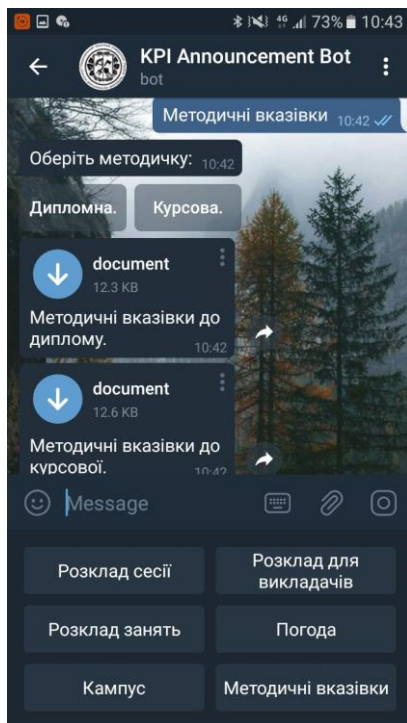 73% 10:43
KPI Announcement Bot
bot
Методичні вказівки 10:42
Оберіть методичку: 10:42
Дипломна. Курсова.
document
12.3 KB
Методичні вказівки до
диплому.
10:42
document
12.6 KB
Методичні вказівки до
курсової.
10:42
Message
Розклад сесії
Розклад для
викладачів
Розклад занять
Погода
Кампус
Методичні вказівки